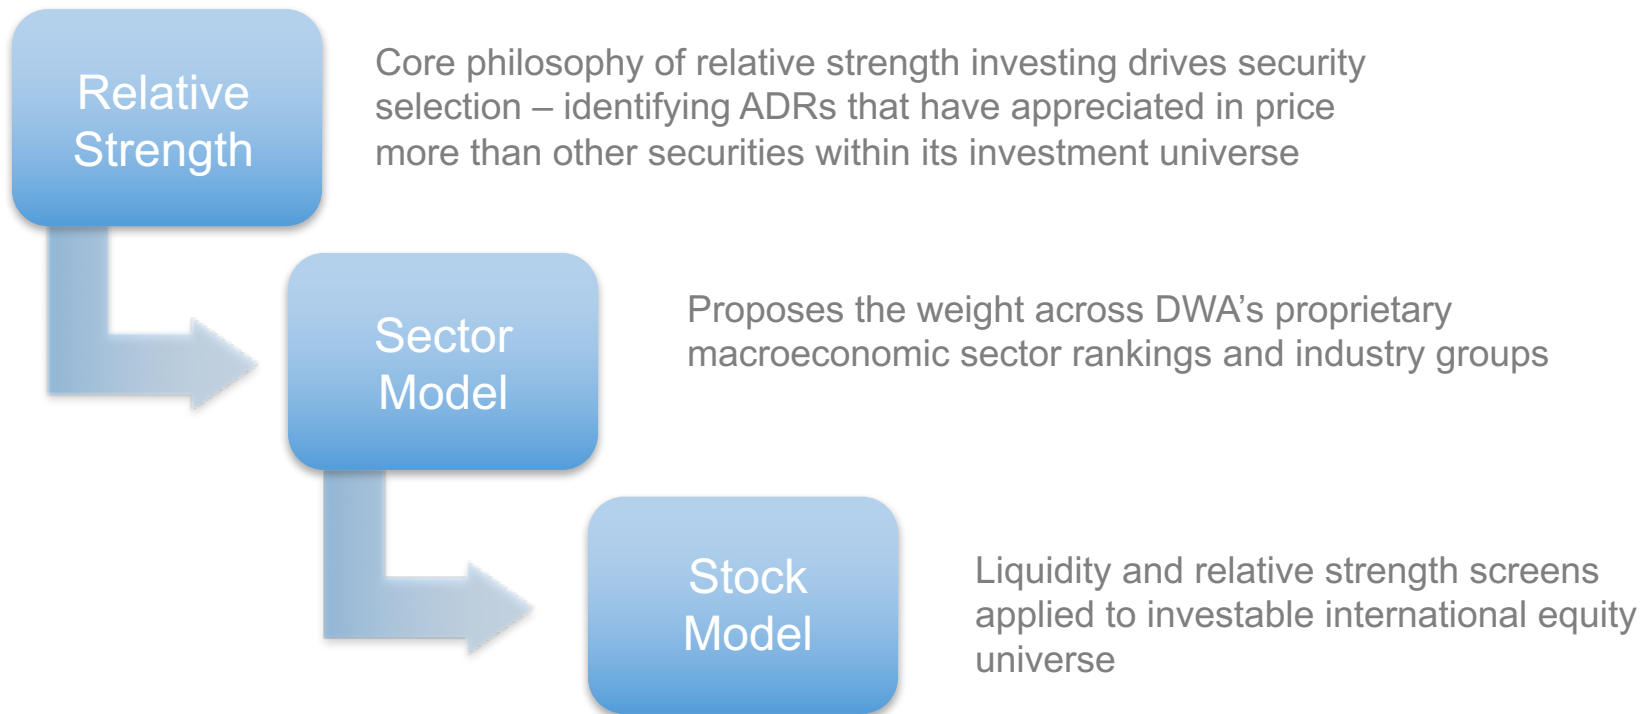 Relative
Strength
Core philosophy of relative strength investing drives security
selection – identifying ADRs that have appreciated in price
more than other securities within its investment universe
Sector
Model
Proposes the weight across DWA’s proprietary
macroeconomic sector rankings and industry groups
Stock
Model
Liquidity and relative strength screens
applied to investable international equity
universe